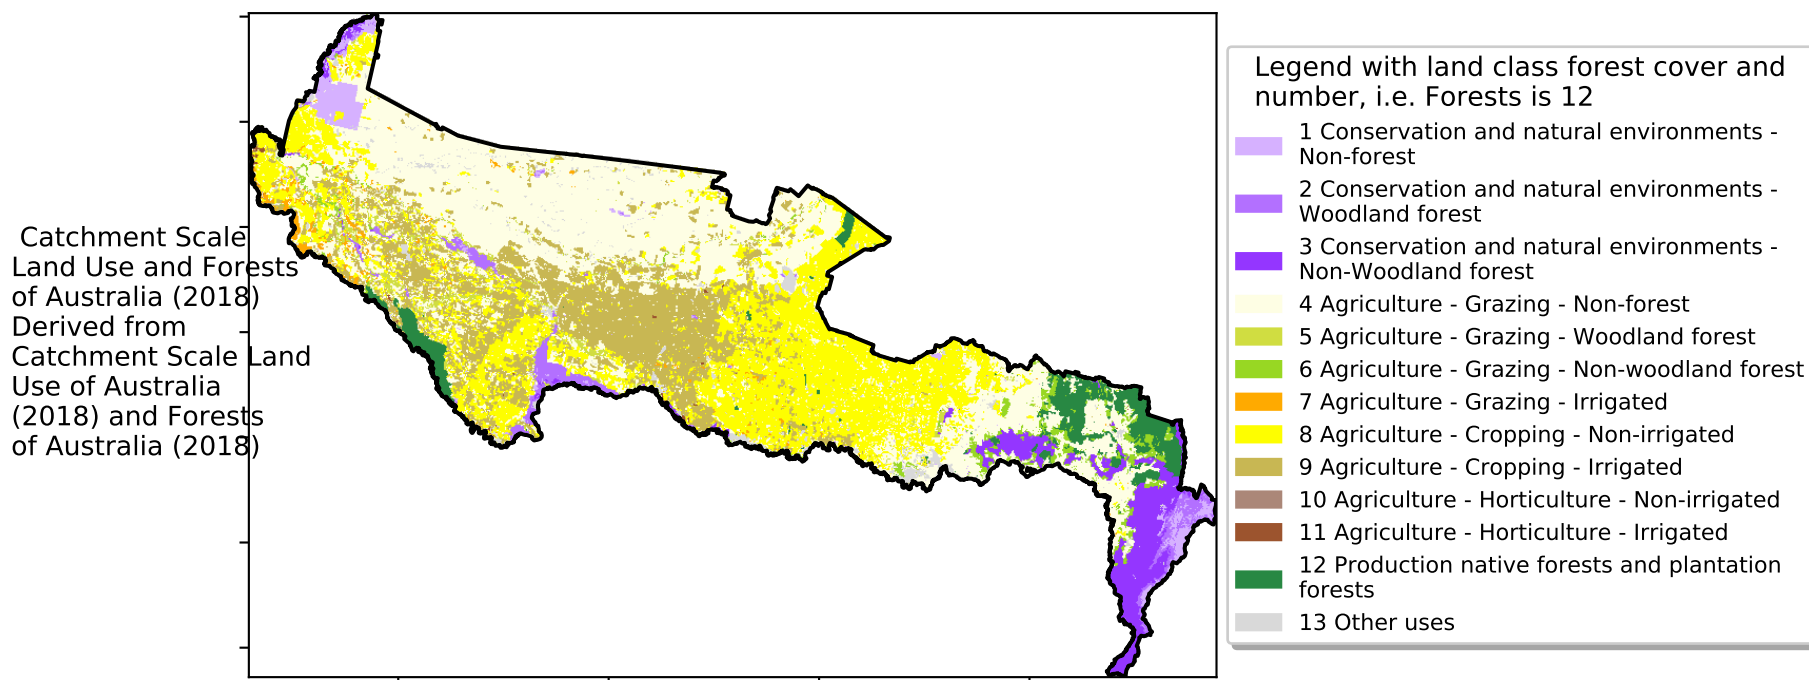 Catchment Scale
Land Use and Forests
of Australia (2018)
Derived from
Catchment Scale Land
Use of Australia
(2018) and Forests
of Australia (2018)
Legend with land class forest cover and
number, i.e. Forests is 12
1 Conservation and natural environments -
Non-forest
2 Conservation and natural environments -
Woodland forest
3 Conservation and natural environments -
Non-Woodland forest
4 Agriculture - Grazing - Non-forest
5 Agriculture - Grazing - Woodland forest
6 Agriculture - Grazing - Non-woodland forest
7 Agriculture - Grazing - Irrigated
8 Agriculture - Cropping - Non-irrigated
9 Agriculture - Cropping - Irrigated
10 Agriculture - Horticulture - Non-irrigated
11 Agriculture - Horticulture - Irrigated
12 Production native forests and plantation
forests
13 Other uses